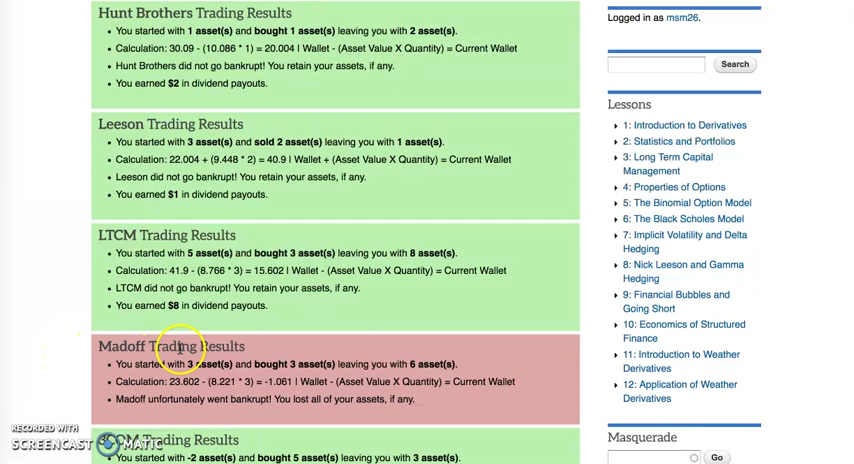 Hunt Brothers Trading Results
You started with 1 asset(s) and bought 1 asset(s) leaving you with 2 asset(s).
Calculation: 30.09 - (10.086 * 1) = 20.004 | Wallet - (Asset Value X Quantity) = Current Wallet
Hunt Brothers did not go bankrupt! You retain your assets, if any.
You earned $2 in dividend payouts.
Leeson Trading Results
You started with 3 asset(s) and sold 2 asset(s) leaving you with 1 asset(s).
Calculation: 22.004 + (9.448 * 2) = 40.9 | Wallet + (Asset Value X Quantity) = Current Wallet
Leeson did not go bankrupt! You retain your assets, if any.
You earned $1 in dividend payouts.
LTCM Trading Results
You started with 5 asset(s) and bought 3 asset(s) leaving you with 8 asset(s).
Calculation: 41.9 - (8.766 * 3) = 15.602 | Wallet - (Asset Value X Quantity) = Current Wallet
LTCM did not go bankrupt! You retain your assets, if any.
You earned $8 in dividend payouts.
Madoff Trading Results
You started with 3 asset(s) and bought 3 asset(s) leaving you with 6 asset(s).
Calculation: 23.602 - (8.221 * 3) = -1.061 | Wallet - (Asset Value X Quantity) = Current Wallet
Madoff unfortunately went bankrupt! You lost all of your assets, if any.
3COM Trading Results
You started with -2 asset(s) and bought 5 asset(s) leaving you with 3 asset(s).
Logged in as msm26.
Search
Lessons
1: Introduction to Derivatives
2: Statistics and Portfolios
3: Long Term Capital
Management
4: Properties of Options
5: The Binomial Option Model
6: The Black Scholes Model
7: Implicit Volatility and Delta
Hedging
8: Nick Leeson and Gamma
Hedging
9: Financial Bubbles and
Going Short
10: Economics of Structured
Finance
11: Introduction to Weather
Derivatives
12: Application of Weather
Derivatives
Masquerade
Go
RECORDED WITH
SCREENCAST MATIC